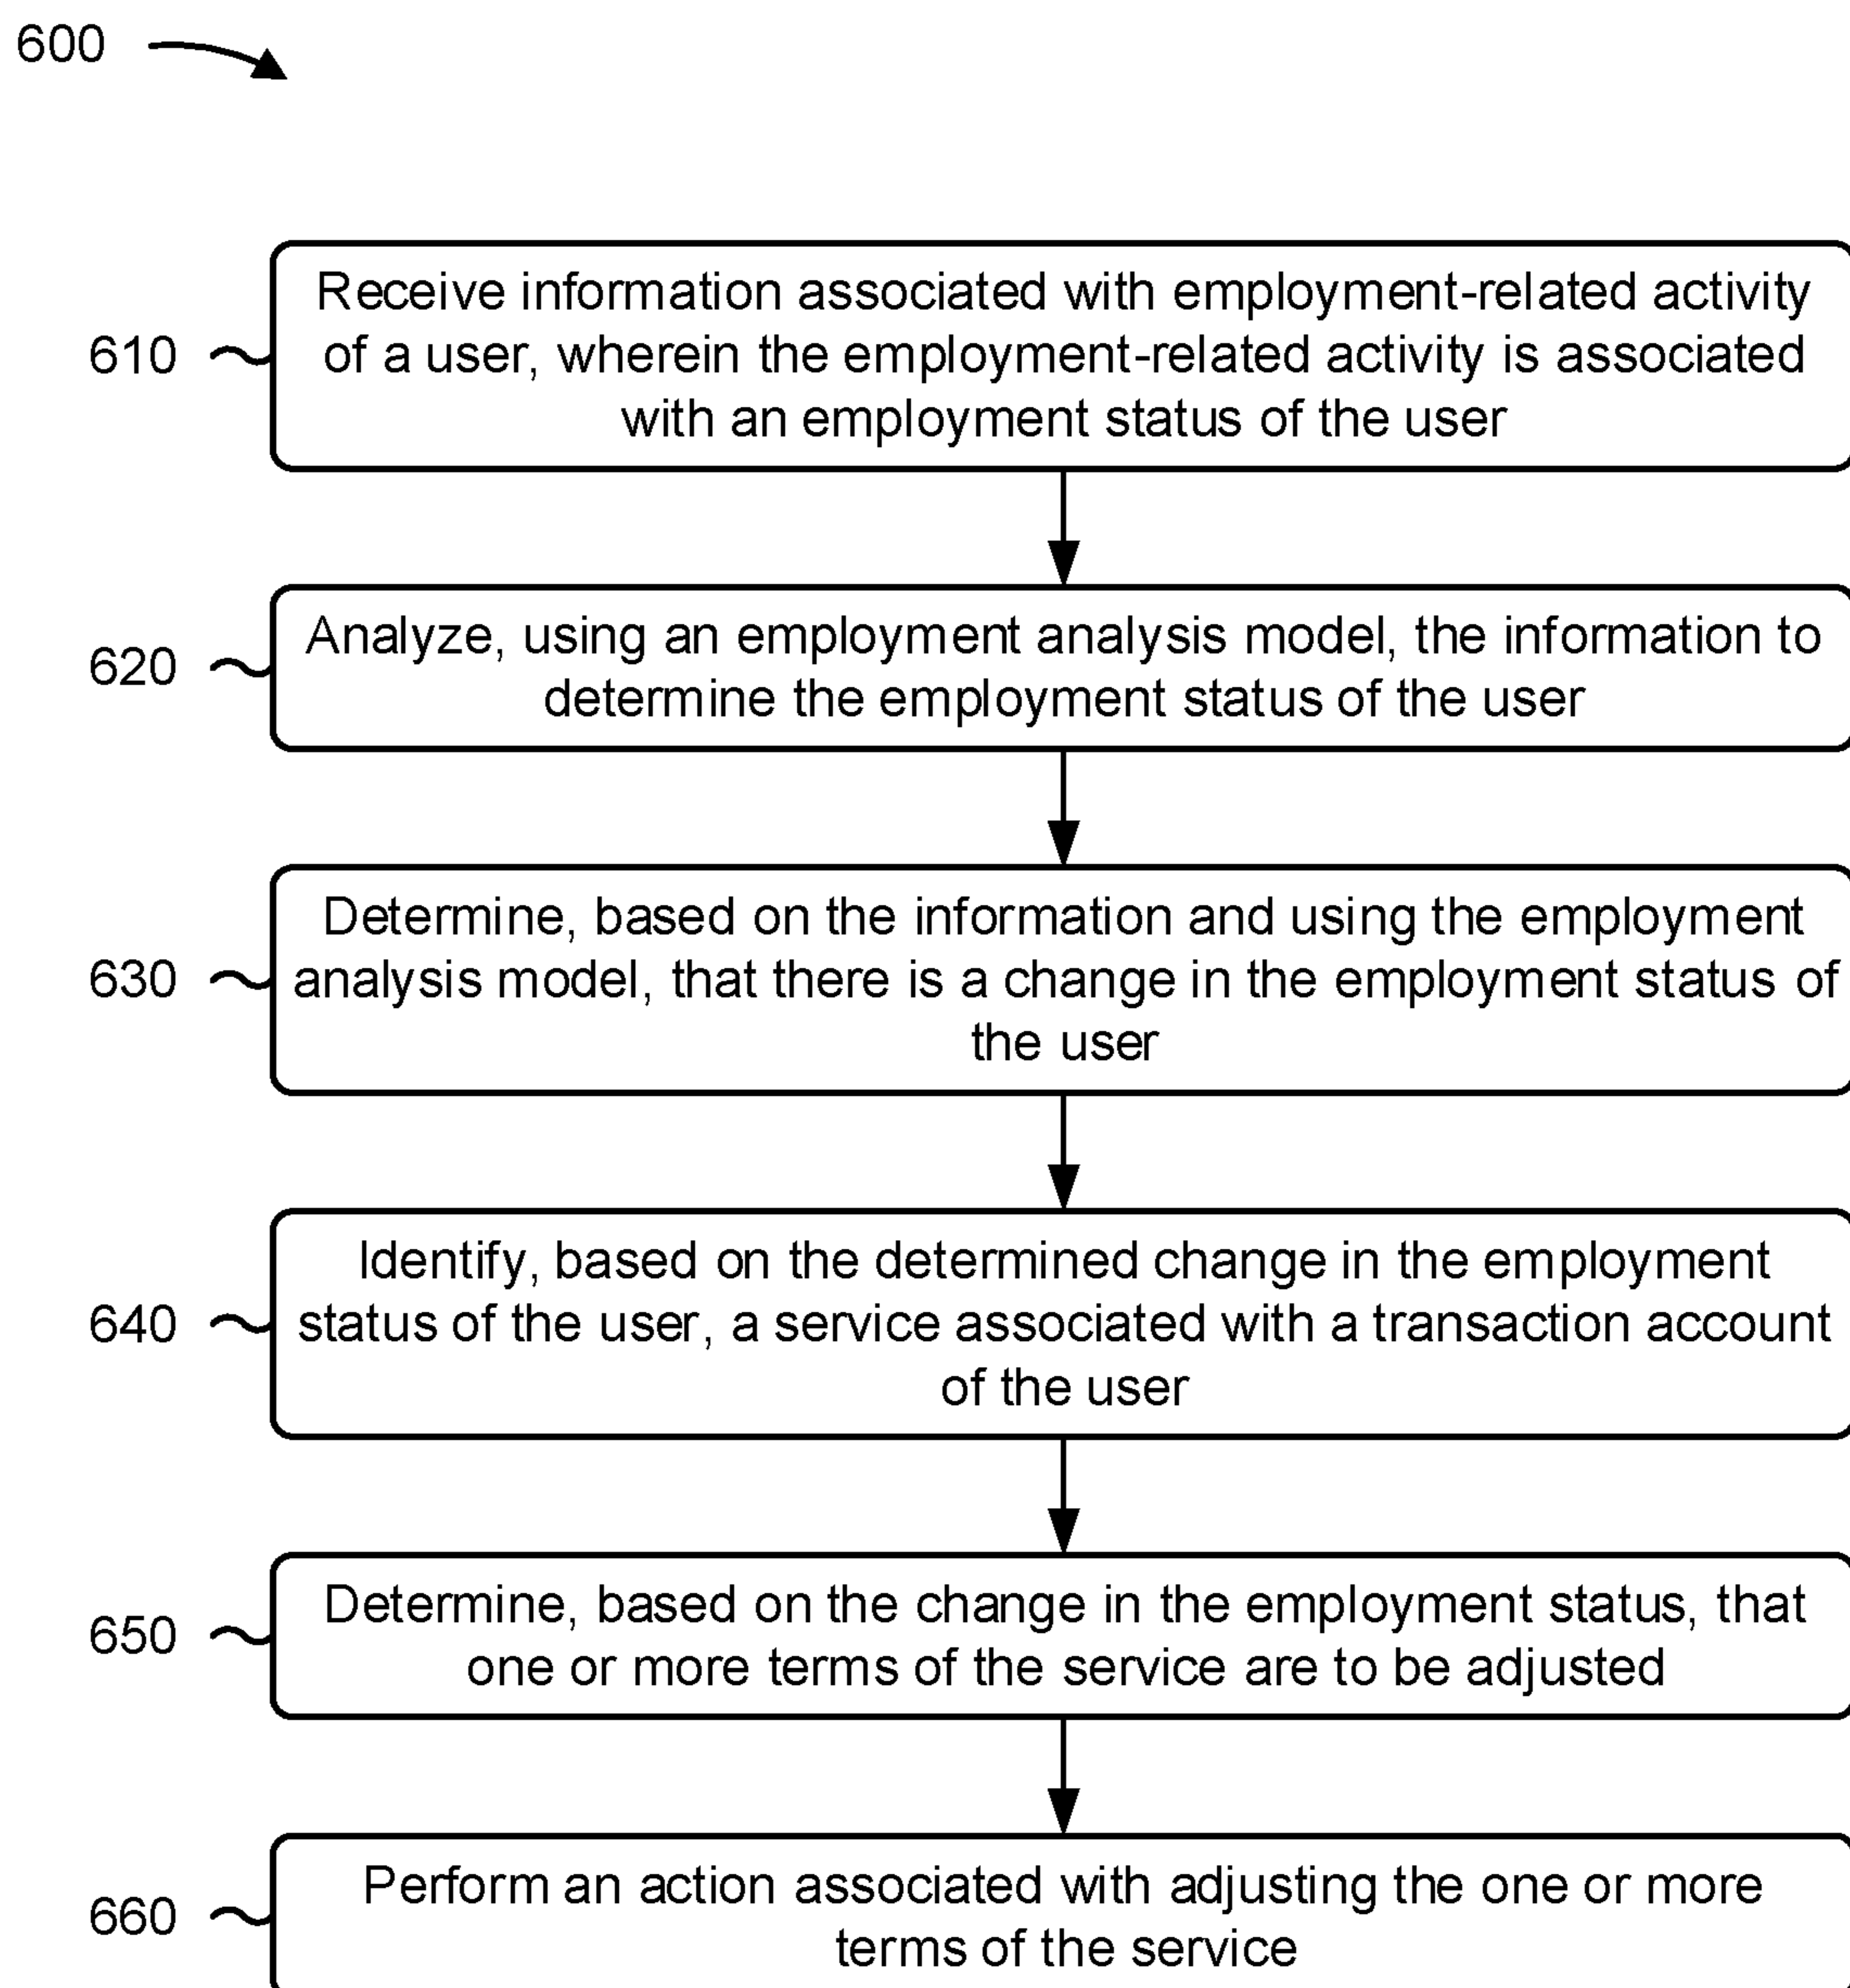 600
Receive information associated with employment-related activity
of a user, wherein the employment-related activity is associated
with an employment status of the user
610
Analyze, using an employment analysis model, the information to
determine the employment status of the user
620
Determine, based on the information and using the employment
analysis model, that there is a change in the employment status of
the user
630
Identify, based on the determined change in the employment
status of the user, a service associated with a transaction account
of the user
640
Determine, based on the change in the employment status, that
one or more terms of the service are to be adjusted
650
Perform an action associated with adjusting the one or more
terms of the service
660